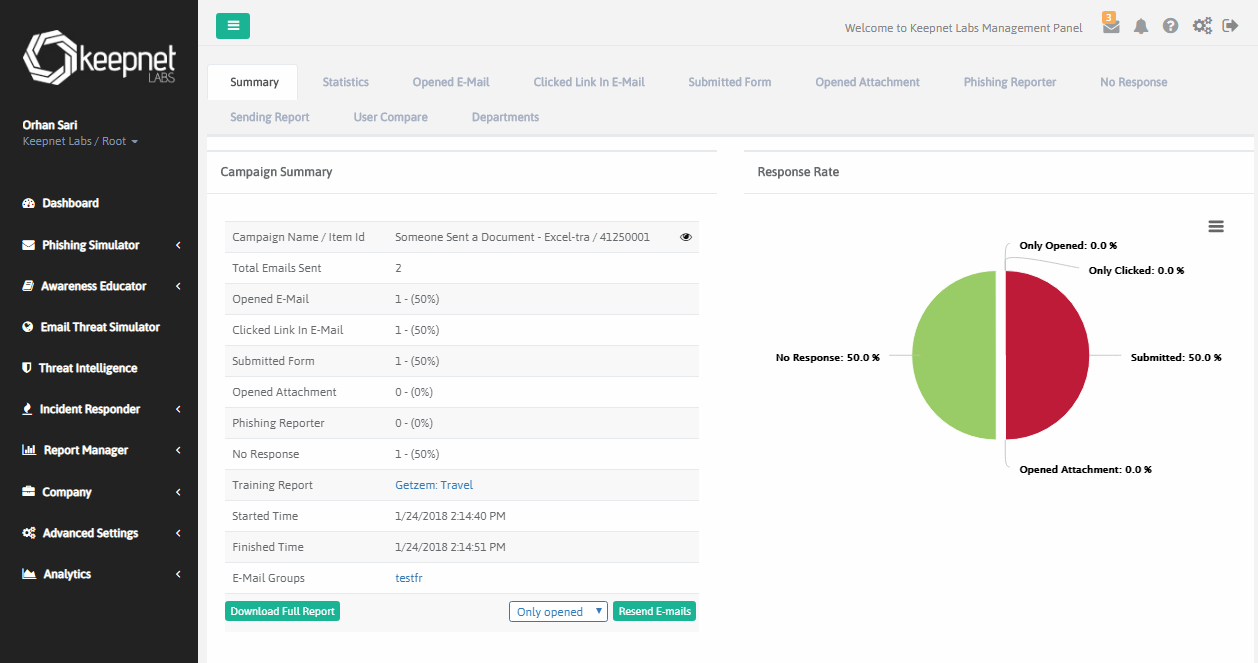 keepnet
LABS
Orhan Sari
Keepnet Labs / Root
Dashboard
Phishing Simulator
Awareness Educator
Email Threat Simulator
Threat Intelligence
Incident Responder
Report Manager
Company
Advanced Settings
Analytics
Welcome to Keepnet Labs Management Panel
3
Summary Statistics Opened E-Mail Clicked Link In E-Mail Submitted Form Opened Attachment Phishing Reporter No Response
Sending Report User Compare Departments
Campaign Summary
Campaign Name / Item Id Someone Sent a Document - Excel-tra / 41250001
Total Emails Sent 2
Opened E-Mail 1 - (50%)
Clicked Link In E-Mail 1 - (50%)
Submitted Form 1 - (50%)
Opened Attachment 0 - (0%)
Phishing Reporter 0 - (0%)
No Response 1 - (50%)
Training Report Getzem: Travel
Started Time 1/24/2018 2:14:40 PM
Finished Time 1/24/2018 2:14:51 PM
E-Mail Groups testfr
Download Full Report Only opened Resend E-mails
Response Rate
Only Opened: 0.0 %
Only Clicked: 0.0 %
No Response: 50.0 %
Submitted: 50.0 %
Opened Attachment: 0.0 %